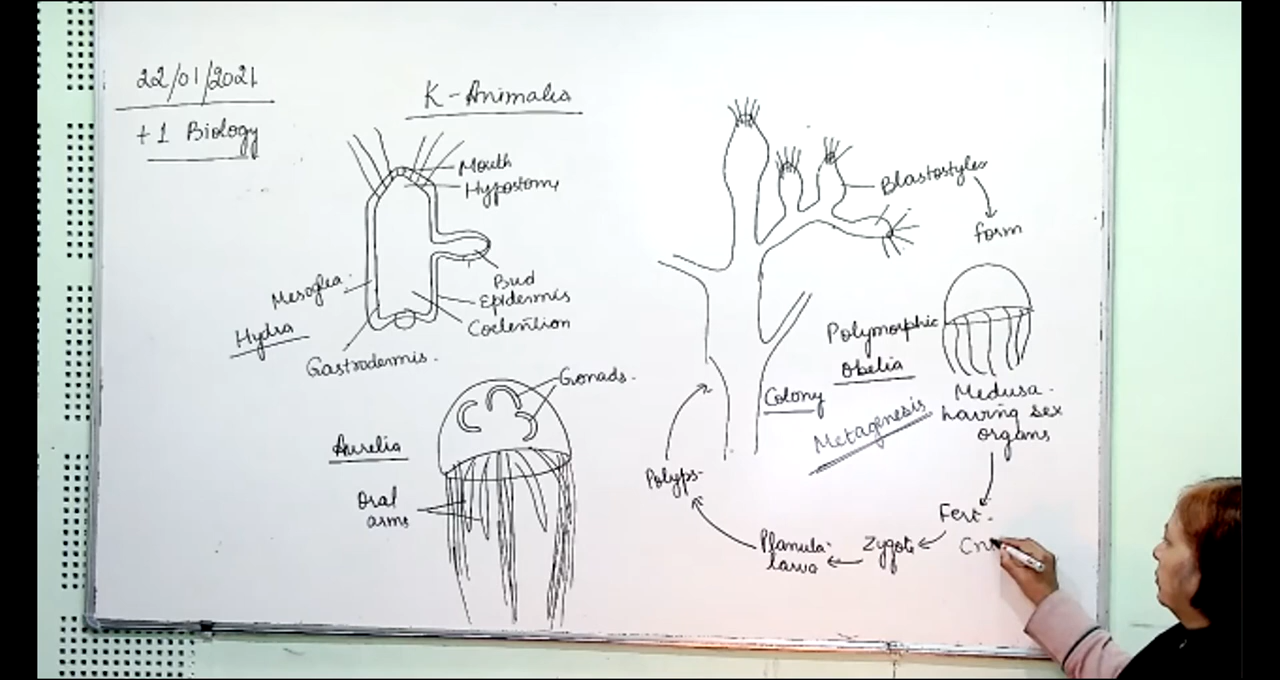 22/01/2021
+1 Biology
K-Animalia
Mouth
Hypostome
Bud
Epidermis
Mesoglea
Hydra
Gastrodermis.
Gonads.
Aurelia
Oral
arms
Blastostyles
form
Polymorphic
Obelia
Colony
Metagenesis
Medusa.
having sex
organs
Polyps
Fert.
Zygote
Planula
larva